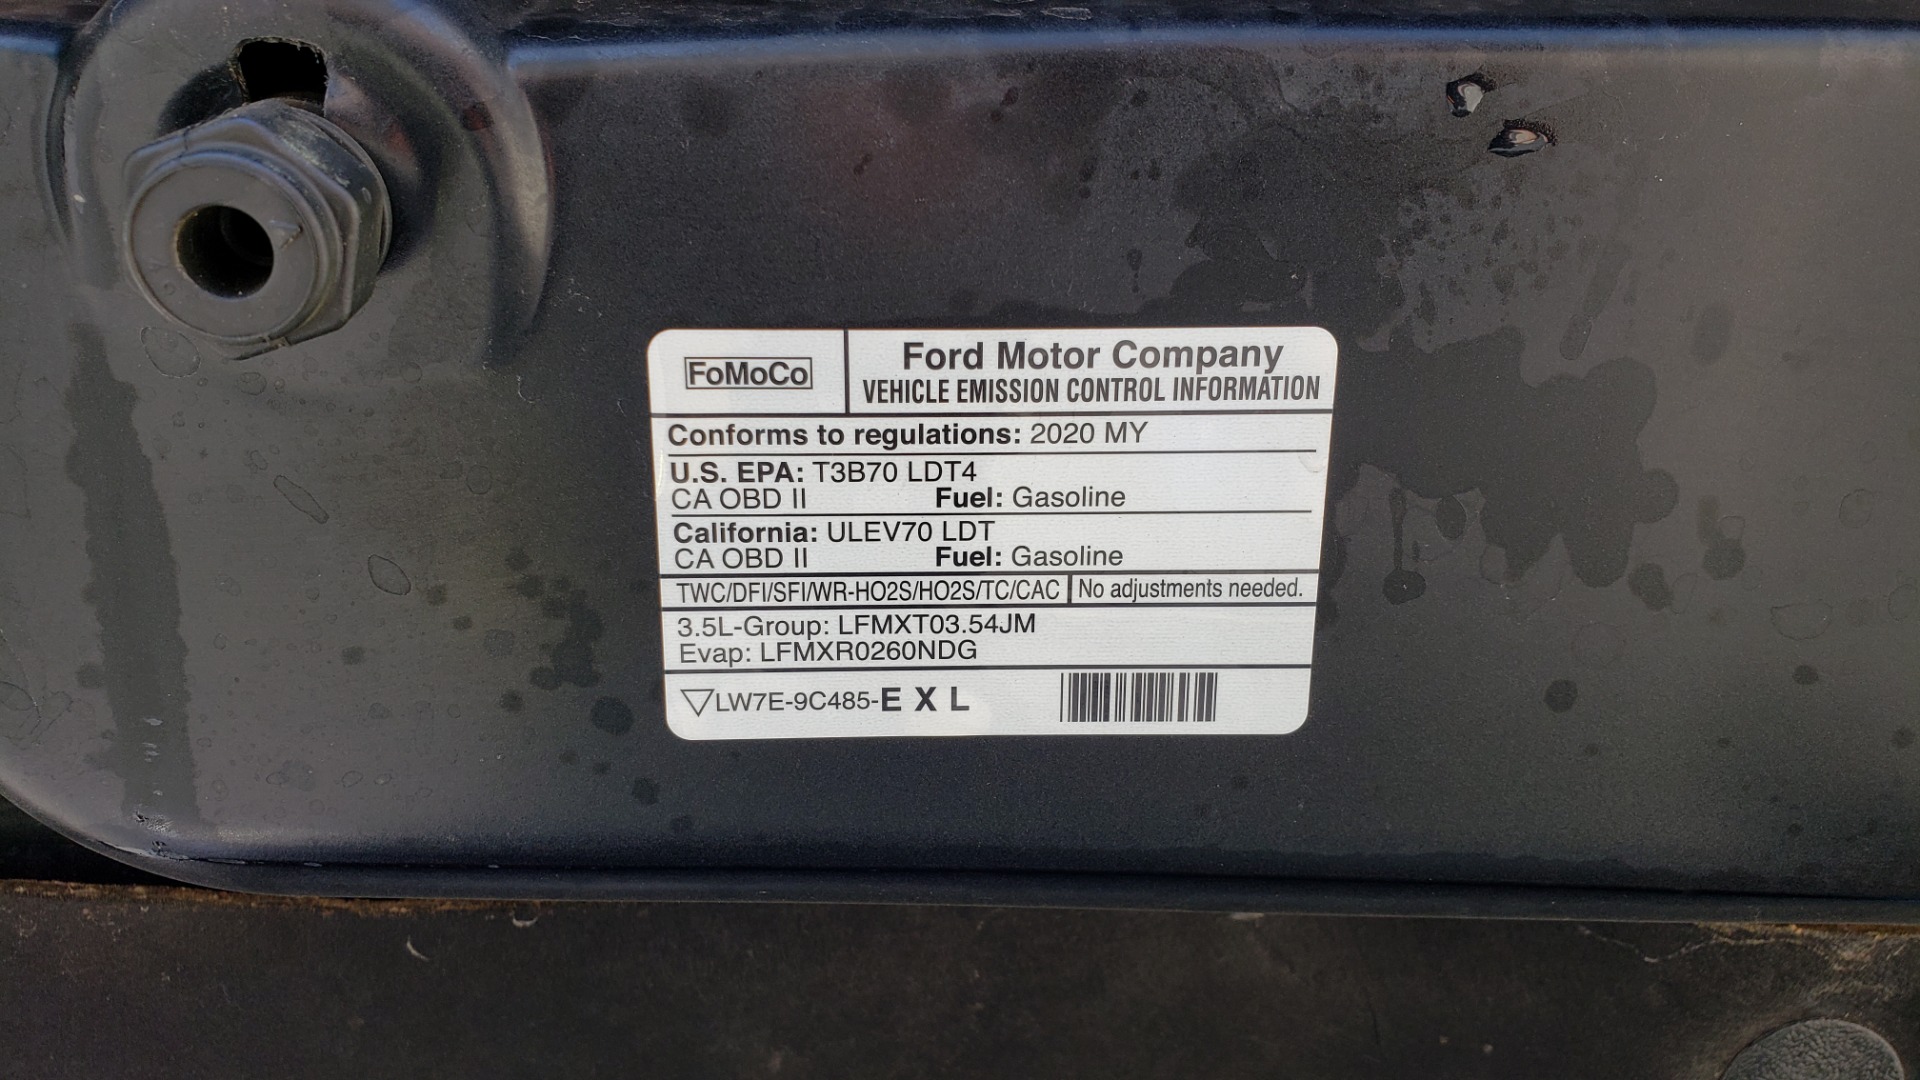 FoMoCo
Ford Motor Company
VEHICLE EMISSION CONTROL INFORMATION
Conforms to regulations: 2020 MY
U.S. EPA: T3B70 LDT4
CA OBD II Fuel: Gasoline
California: ULEV70 LDT
CA OBD II Fuel: Gasoline
TWC/DFI/SFI/WR-HO2S/HO2S/TC/CAC No adjustments needed.
3.5L-Group: LFMXT03.54JM
Evap: LFMXR0260NDG
▽LW7E-9C485-E X L